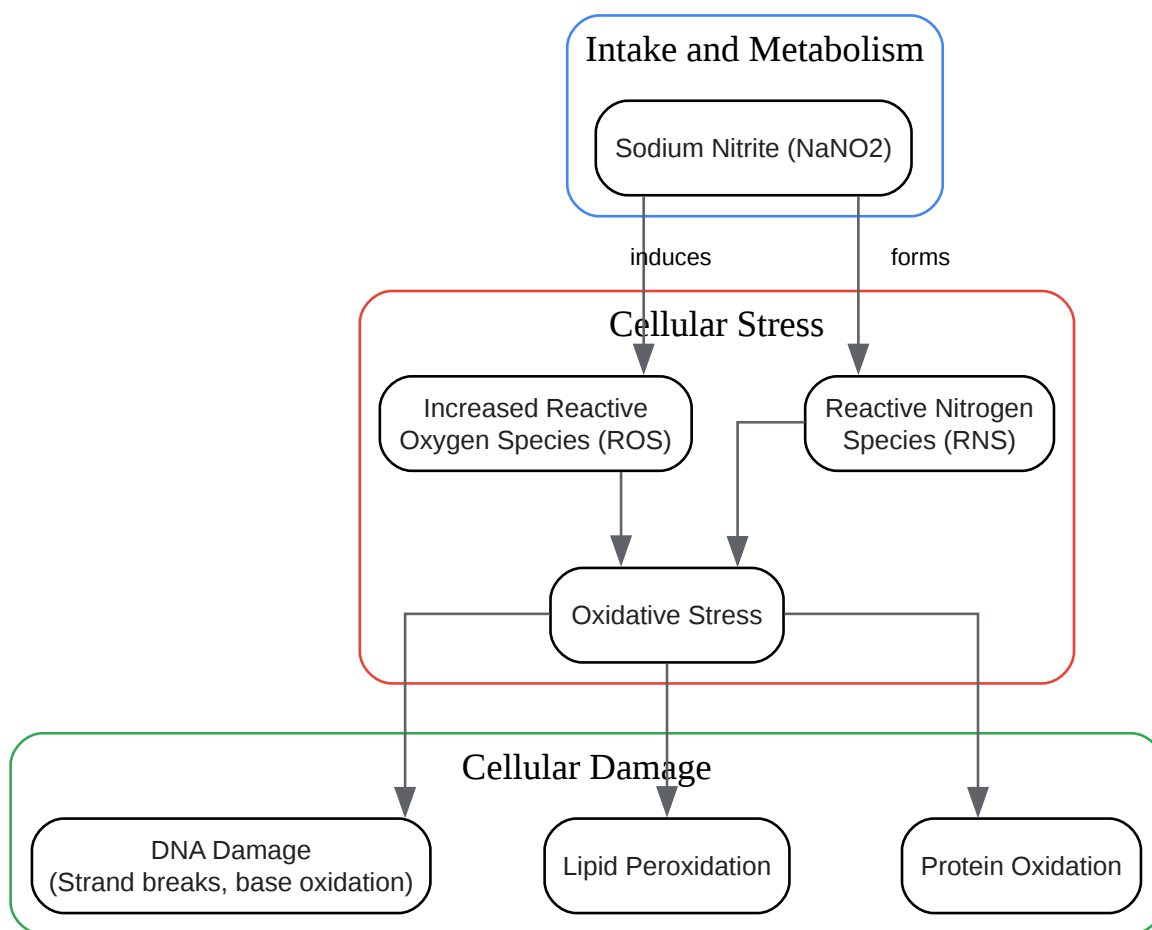 Intake and Metabolism
Sodium Nitrite (NaNO2)
induces
forms
Cellular Stress
Increased Reactive
Oxygen Species (ROS)
Reactive Nitrogen
Species (RNS)
Oxidative Stress
Cellular Damage
DNA Damage
(Strand breaks, base oxidation)
Lipid Peroxidation
Protein Oxidation